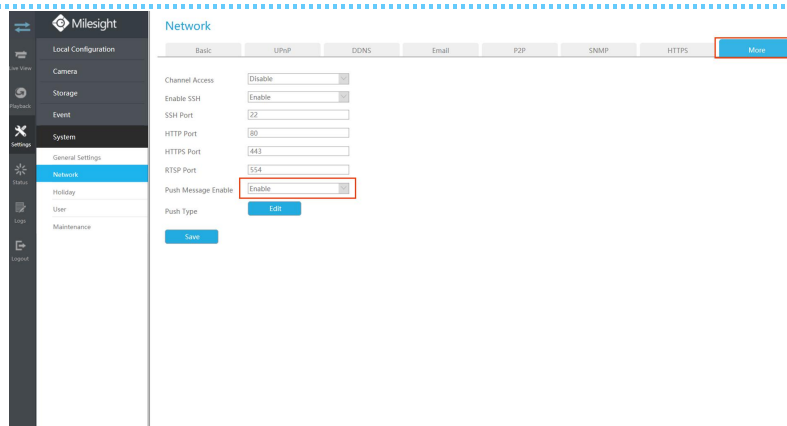 Milesight
Live View
Playback
Settings
Status
Logs
Logout
Local Configuration
Camera
Storage
Event
System
General Settings
Network
Holiday
User
Maintenance
Network
Basic UPnP DDNS Email P2P SNMP HTTPS More
Channel Access Disable
Enable SSH Enable
SSH Port 22
HTTP Port 80
HTTPS Port 443
RTSP Port 554
Push Message Enable Enable
Push Type Edit
Save